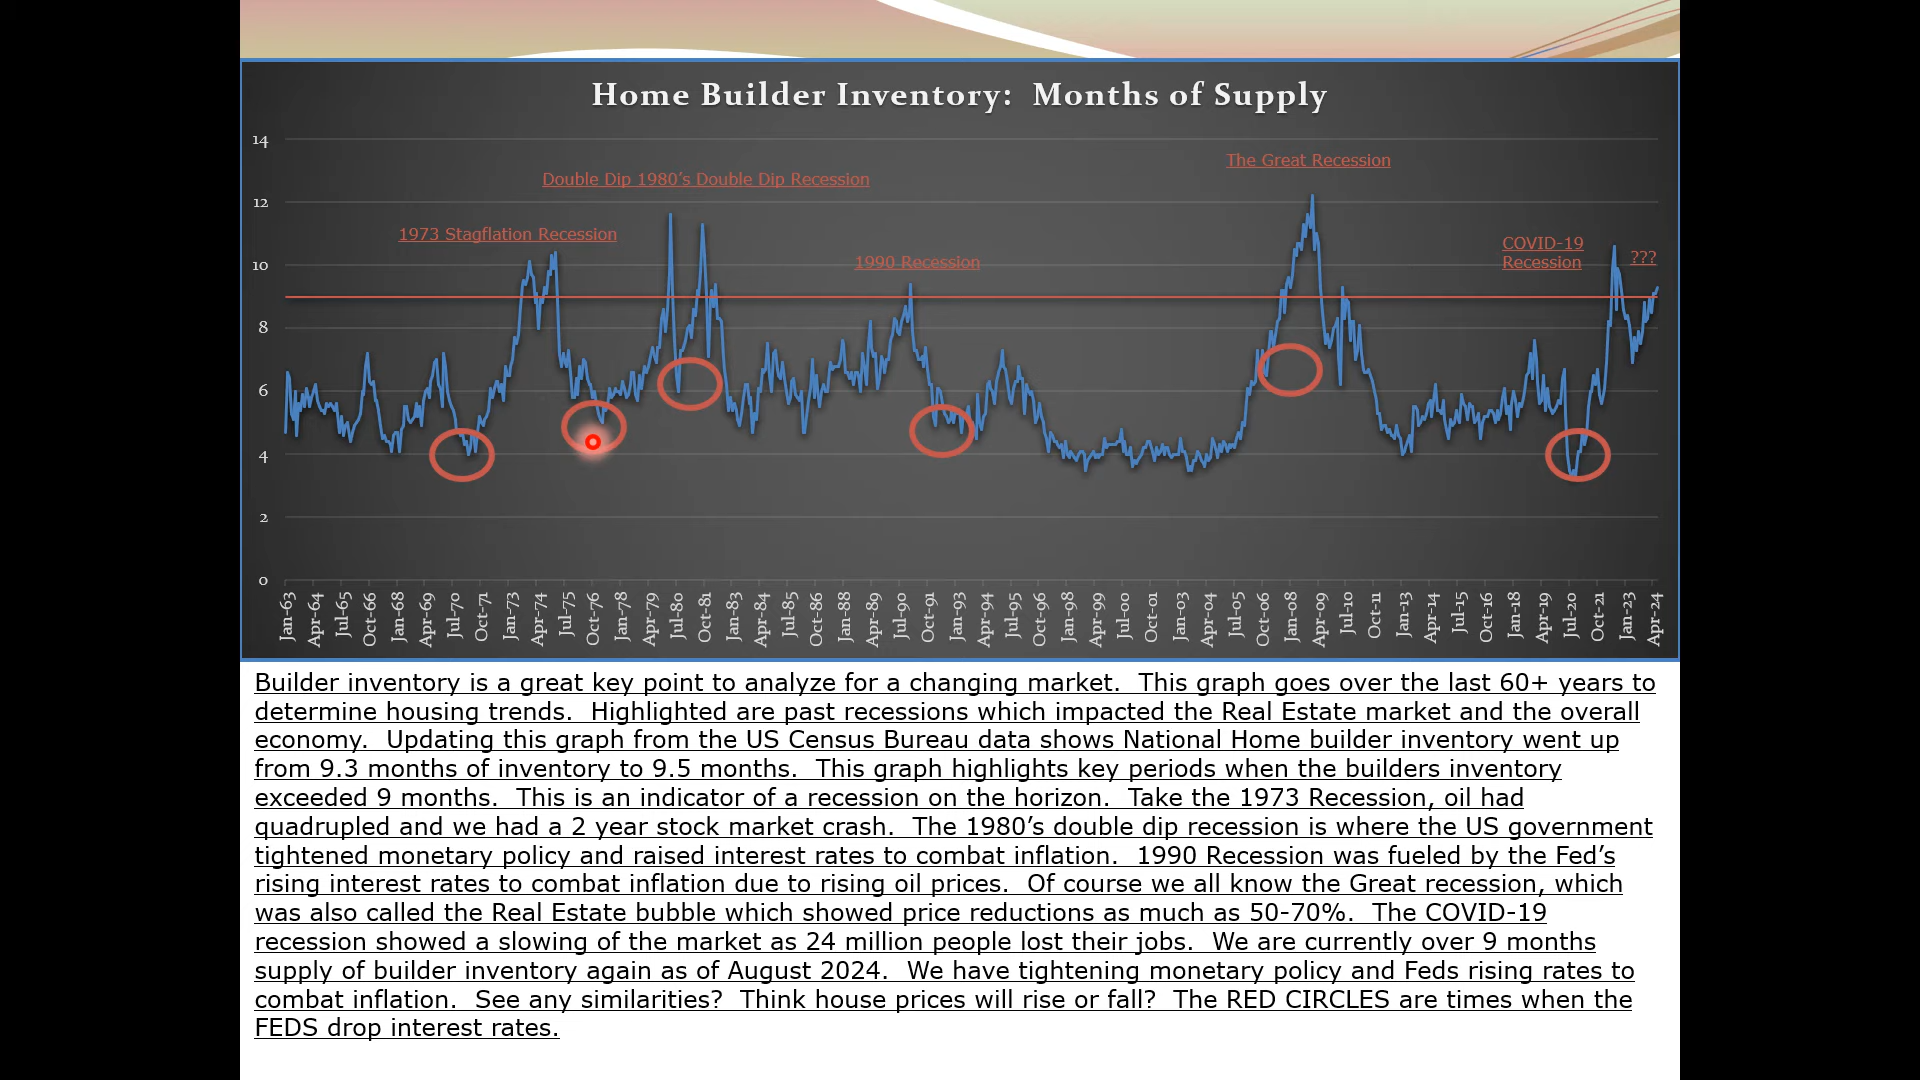 Home Builder Inventory:  Months of Supply
14
The Great Recession
Double Dip 1980’s Double Dip Recession
12
1973 Stagflation Recession
COVID-19
Recession
???
1990 Recession
10
8
6
4
2
0
Jan-63
Apr-64
Jul-65
Oct-66
Jan-68
Apr-69
Jul-70
Oct-71
Jan-73
Apr-74
Jul-75
Oct-76
Jan-78
Apr-79
Jul-80
Oct-81
Jan-83
Apr-84
Jul-85
Oct-86
Jan-88
Apr-89
Jul-90
Oct-91
Jan-93
Apr-94
Jul-95
Oct-96
Jan-98
Apr-99
Jul-00
Oct-01
Jan-03
Apr-04
Jul-05
Oct-06
Jan-08
Apr-09
Jul-10
Oct-11
Jan-13
Apr-14
Jul-15
Oct-16
Jan-18
Apr-19
Jul-20
Oct-21
Jan-23
Apr-24
Builder inventory is a great key point to analyze for a changing market.  This graph goes over the last 60+ years to
determine housing trends.  Highlighted are past recessions which impacted the Real Estate market and the overall
economy.  Updating this graph from the US Census Bureau data shows National Home builder inventory went up
from 9.3 months of inventory to 9.5 months.  This graph highlights key periods when the builders inventory
exceeded 9 months.  This is an indicator of a recession on the horizon.  Take the 1973 Recession, oil had
quadrupled and we had a 2 year stock market crash.  The 1980’s double dip recession is where the US government
tightened monetary policy and raised interest rates to combat inflation.  1990 Recession was fueled by the Fed’s
rising interest rates to combat inflation due to rising oil prices.  Of course we all know the Great recession, which
was also called the Real Estate bubble which showed price reductions as much as 50-70%.  The COVID-19
recession showed a slowing of the market as 24 million people lost their jobs.  We are currently over 9 months
supply of builder inventory again as of August 2024.  We have tightening monetary policy and Feds rising rates to
combat inflation.  See any similarities?  Think house prices will rise or fall?  The RED CIRCLES are times when the
FEDS drop interest rates.